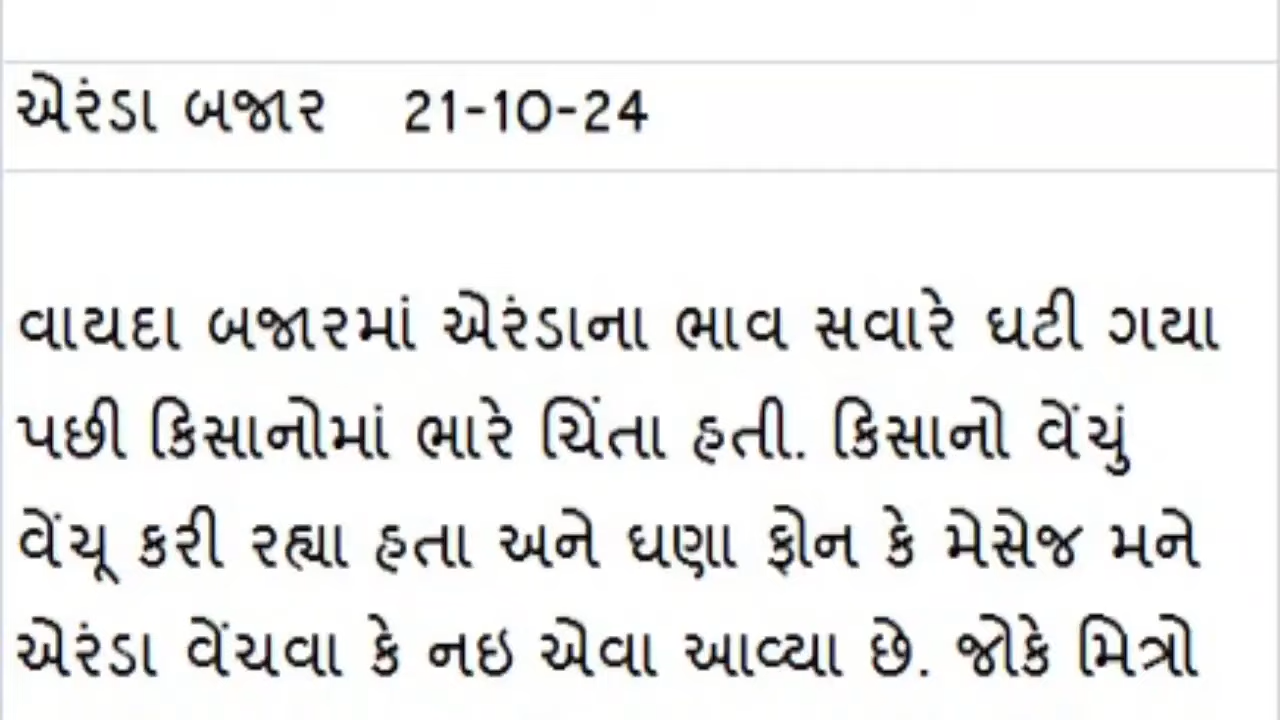 એરંડા બજાર 21-10-24
વાયદા બજારમાં એરંડાના ભાવ સવારે ઘટી ગયા
પછી કિસાનોમાં ભારે ચિંતા હતી. કિસાનો વેંચું
વેંચૂ કરી રહ્યા હતા અને ઘણા ફોન કે મેસેજ મને
એરંડા વેંચવા કે નઇ એવા આવ્યા છે. જોકે મિત્રો